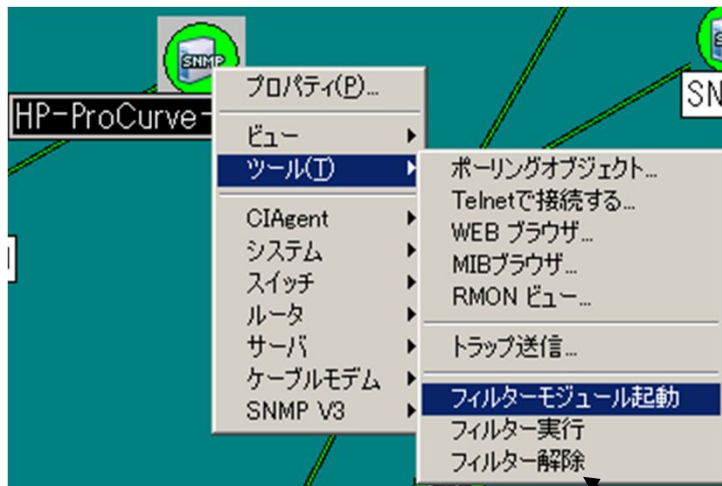 SNMP
HP-ProCurve-
SN
プロパティ(P)...
ビュー
ツール(T)
CIAgent
システム
スイッチ
ルータ
サーバ
ケーブルモデム
SNMP V3
ポーリングオブジェクト...
Telnetで接続する...
WEB ブラウザ...
MIBブラウザ...
RMON ビュー...
トラップ送信...
フィルターモジュール起動
フィルター実行
フィルター解除